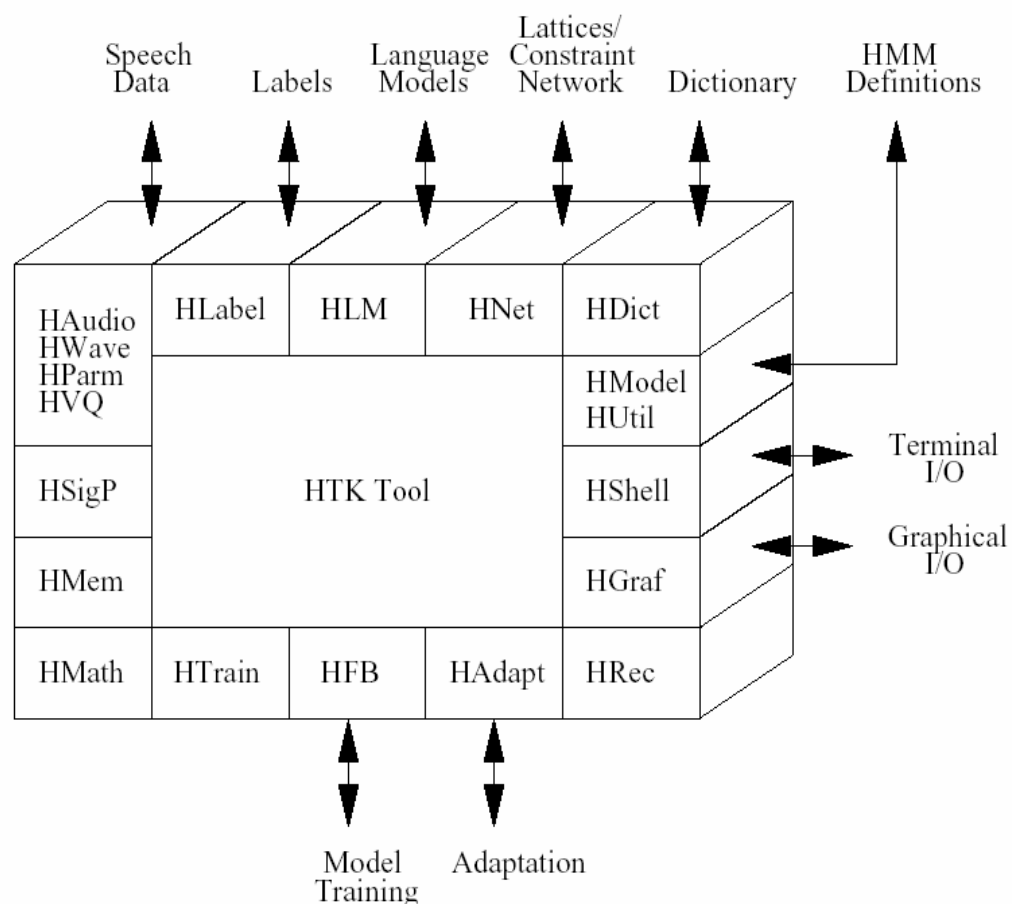 Speech
Data
Labels
Language
Models
Lattices/
Constraint
Network
Dictionary
HMM
Definitions
HAudio
HWave
HParm
HVQ
HLabel
HLM
HNet
HDict
HModel
HUtil
HSigP
HTK Tool
HShell
Terminal
I/O
HMem
HGraf
Graphical
I/O
HMath
HTrain
HFB
HAdapt
HRec
Model
Training
Adaptation